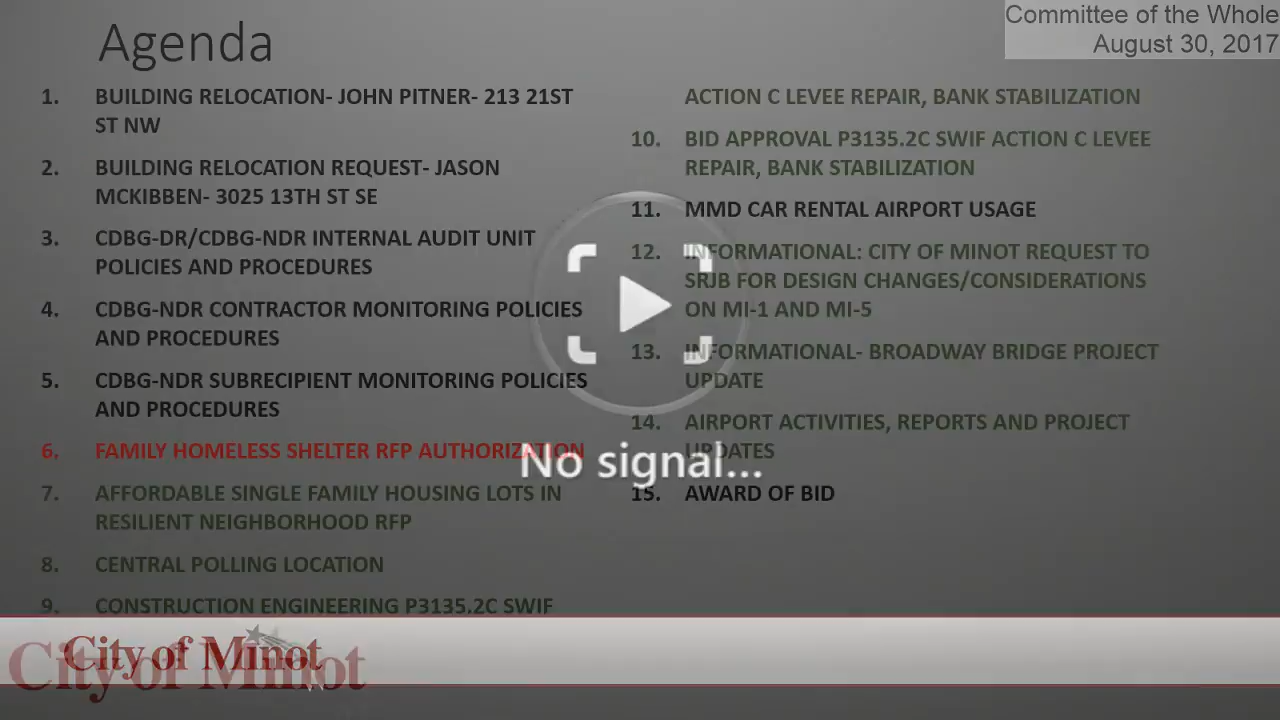 Committee of the Whole
August 30, 2017
Agenda
1. BUILDING RELOCATION- JOHN PITNER- 213 21ST
ST NW
2. BUILDING RELOCATION REQUEST- JASON
MCKIBBEN- 3025 13TH ST SE
3. CDBG-DR/CDBG-NDR INTERNAL AUDIT UNIT
POLICIES AND PROCEDURES
4. CDBG-NDR CONTRACTOR MONITORING POLICIES
AND PROCEDURES
5. CDBG-NDR SUBRECIPIENT MONITORING POLICIES
AND PROCEDURES
6. FAMILY HOMELESS SHELTER RFP AUTHORIZATION
7. AFFORDABLE SINGLE FAMILY HOUSING LOTS IN
RESILIENT NEIGHBORHOOD RFP
8. CENTRAL POLLING LOCATION
9. CONSTRUCTION ENGINEERING P3135.2C SWIF
ACTION C LEVEE REPAIR, BANK STABILIZATION
10. BID APPROVAL P3135.2C SWIF ACTION C LEVEE
REPAIR, BANK STABILIZATION
11. MMD CAR RENTAL AIRPORT USAGE
12. INFORMATIONAL: CITY OF MINOT REQUEST TO
SRJB FOR DESIGN CHANGES/CONSIDERATIONS
ON MI-1 AND MI-5
13. INFORMATIONAL- BROADWAY BRIDGE PROJECT
UPDATE
14. AIRPORT ACTIVITIES, REPORTS AND PROJECT
UPDATES
15. AWARD OF BID
No signal...
City of Minot
City of Minot